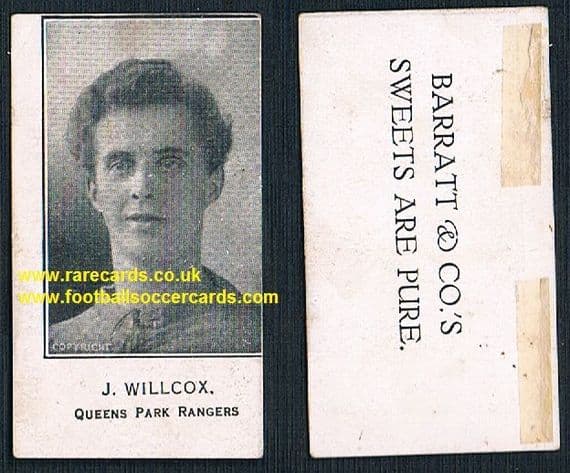 www.rarecards.co.uk
www.footballsoccercards.com
COPYRIGHT.
J. WILLCOX.
QUEENS PARK RANGERS
BARRATT & CO.'S
SWEETS ARE PURE.